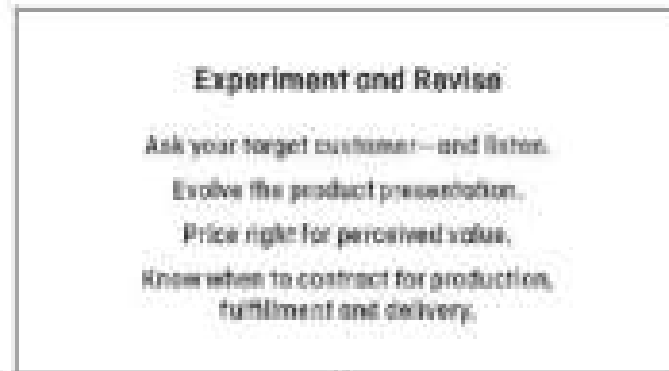 Experiment and Revise
Ask your target customer—and listen.
Evolve the product presentation.
Price right for perceived value.
Know when to contract for production,
fulfillment and delivery.